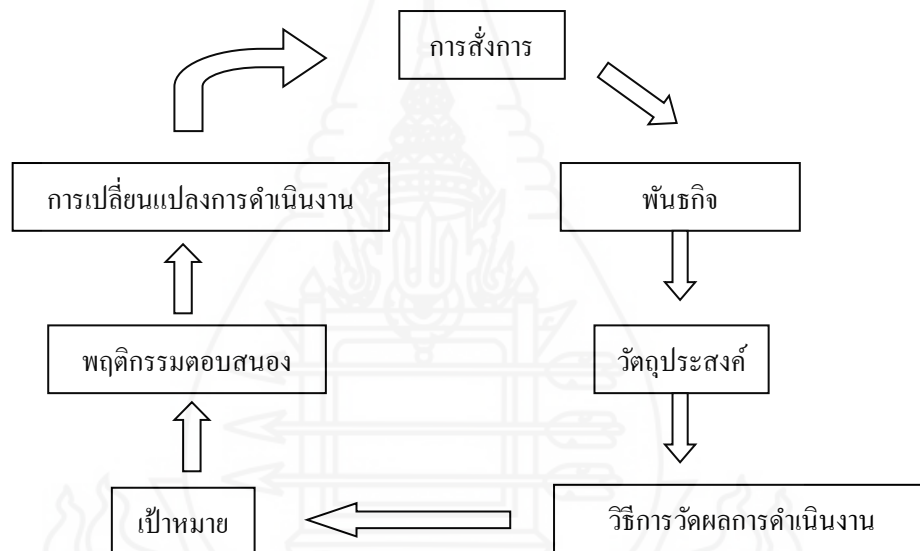 การสั่งการ
การเปลี่ยนแปลงการดำเนินงาน
พันธกิจ
พฤติกรรมตอบสนอง
วัตถุประสงค์
เป้าหมาย
วิธีการวัดผลการดำเนินงาน